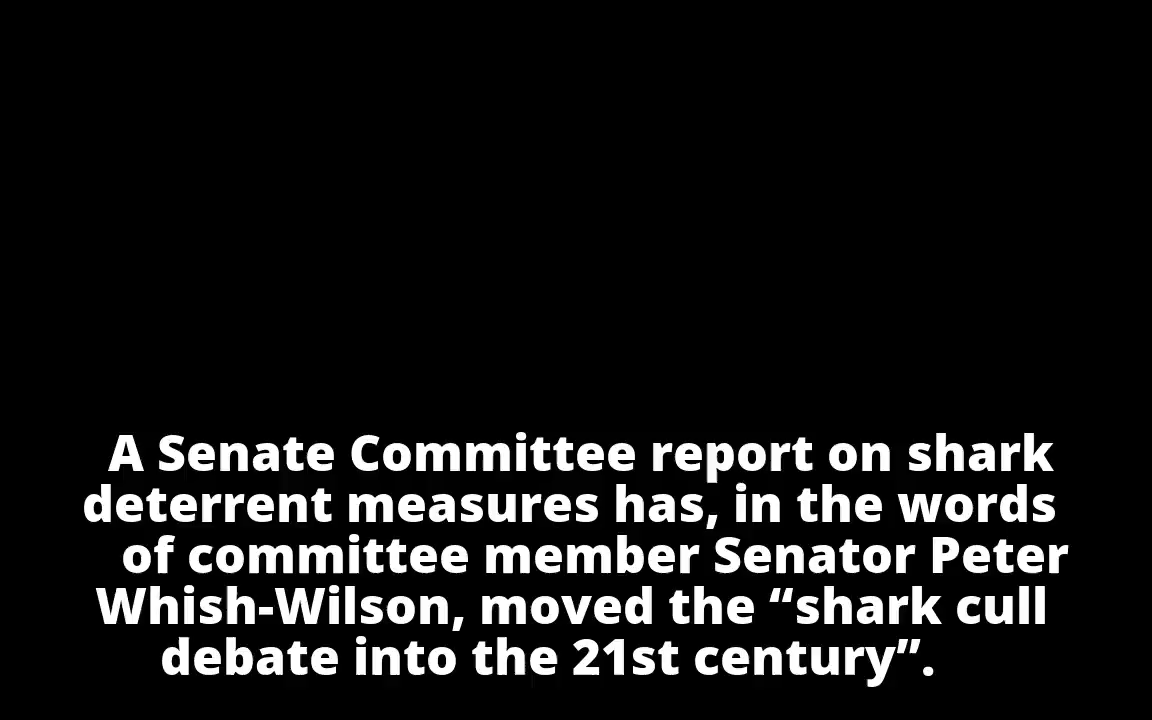 A Senate Committee report on shark
deterrent measures has, in the words
of committee member Senator Peter
Whish-Wilson, moved the “shark cull
debate into the 21st century”.